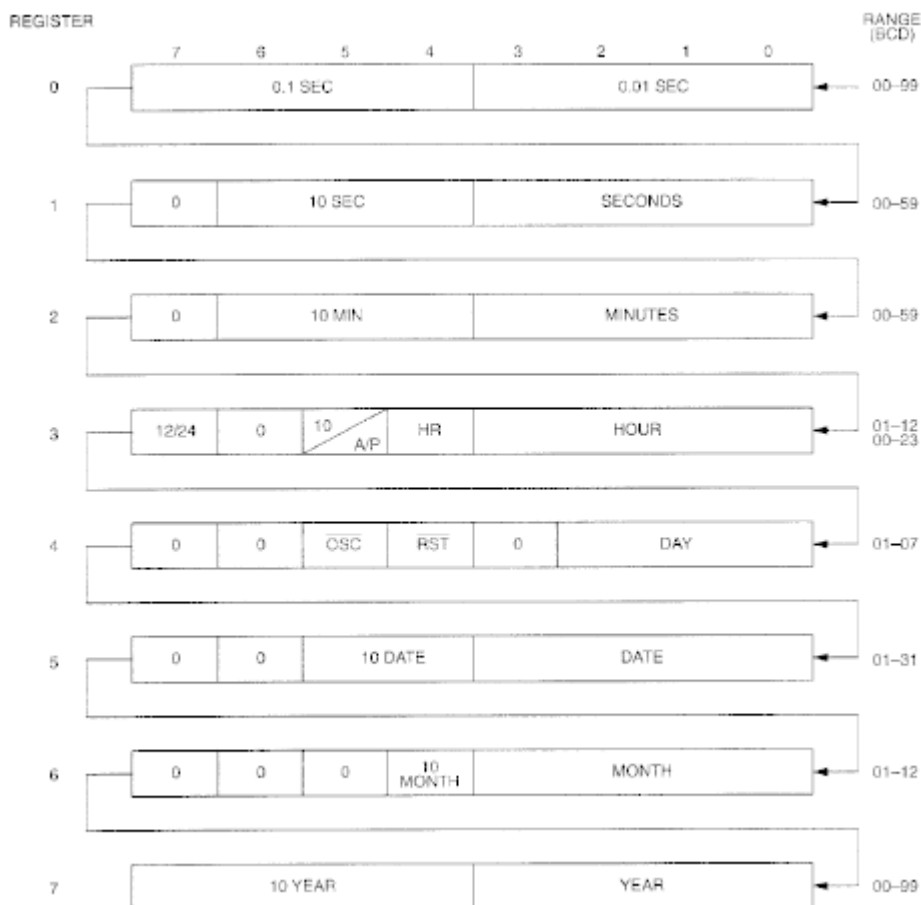 REGISTER
RANGE (BCD)
7 6 5 4 3 2 1 0
0 0.1 SEC 0.01 SEC 00–99
1 0 10 SEC SECONDS 00–59
2 0 10 MIN MINUTES 00–59
3 12/24 0 10 A/P HR HOUR 01–12 00–23
4 0 0 OSC RST 0 DAY 01–07
5 0 0 10 DATE DATE 01–31
6 0 0 0 10 MONTH MONTH 01–12
7 10 YEAR YEAR 00–99